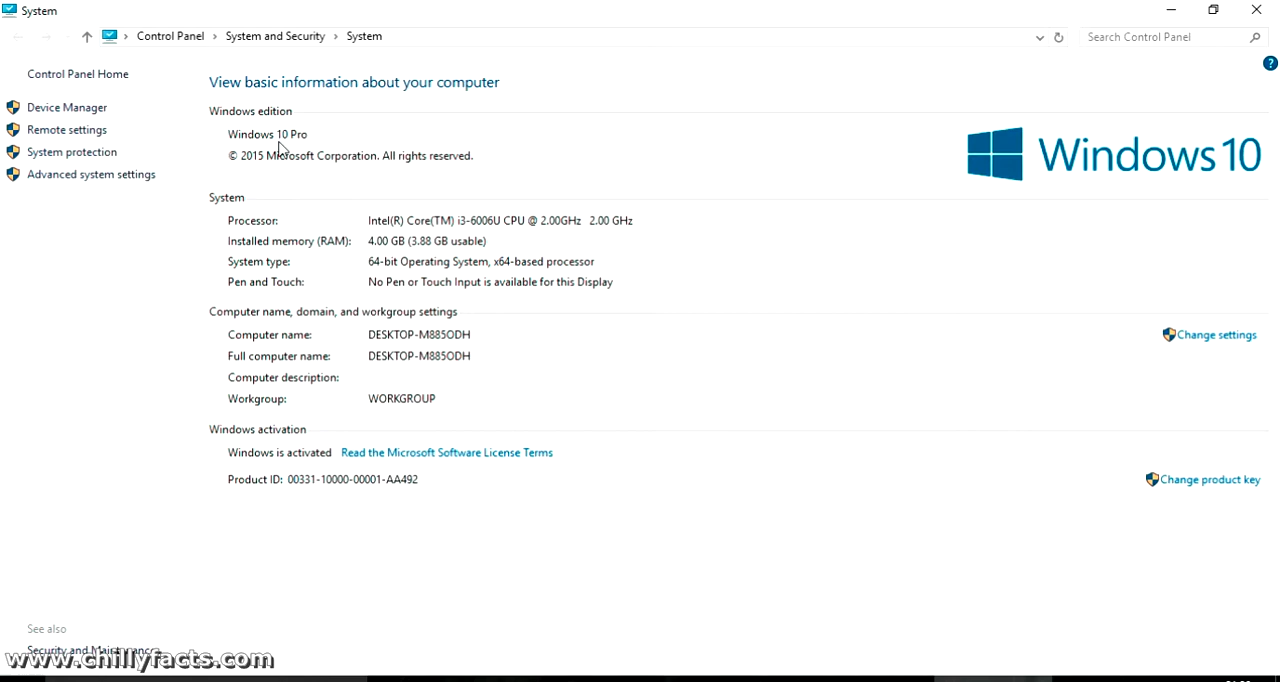 System
Control Panel › System and Security › System
Search Control Panel
?
Control Panel Home
Device Manager
Remote settings
System protection
Advanced system settings
View basic information about your computer
Windows edition
Windows 10 Pro
© 2015 Microsoft Corporation. All rights reserved.
Windows 10
System
Processor: Intel(R) Core(TM) i3-6006U CPU @ 2.00GHz 2.00 GHz
Installed memory (RAM): 4.00 GB (3.88 GB usable)
System type: 64-bit Operating System, x64-based processor
Pen and Touch: No Pen or Touch Input is available for this Display
Computer name, domain, and workgroup settings
Computer name: DESKTOP-M885ODH
Change settings
Full computer name: DESKTOP-M885ODH
Computer description:
Workgroup: WORKGROUP
Windows activation
Windows is activated Read the Microsoft Software License Terms
Product ID: 00331-10000-00001-AA492
Change product key
See also
Security and Maintenance
www.chillyfacts.com